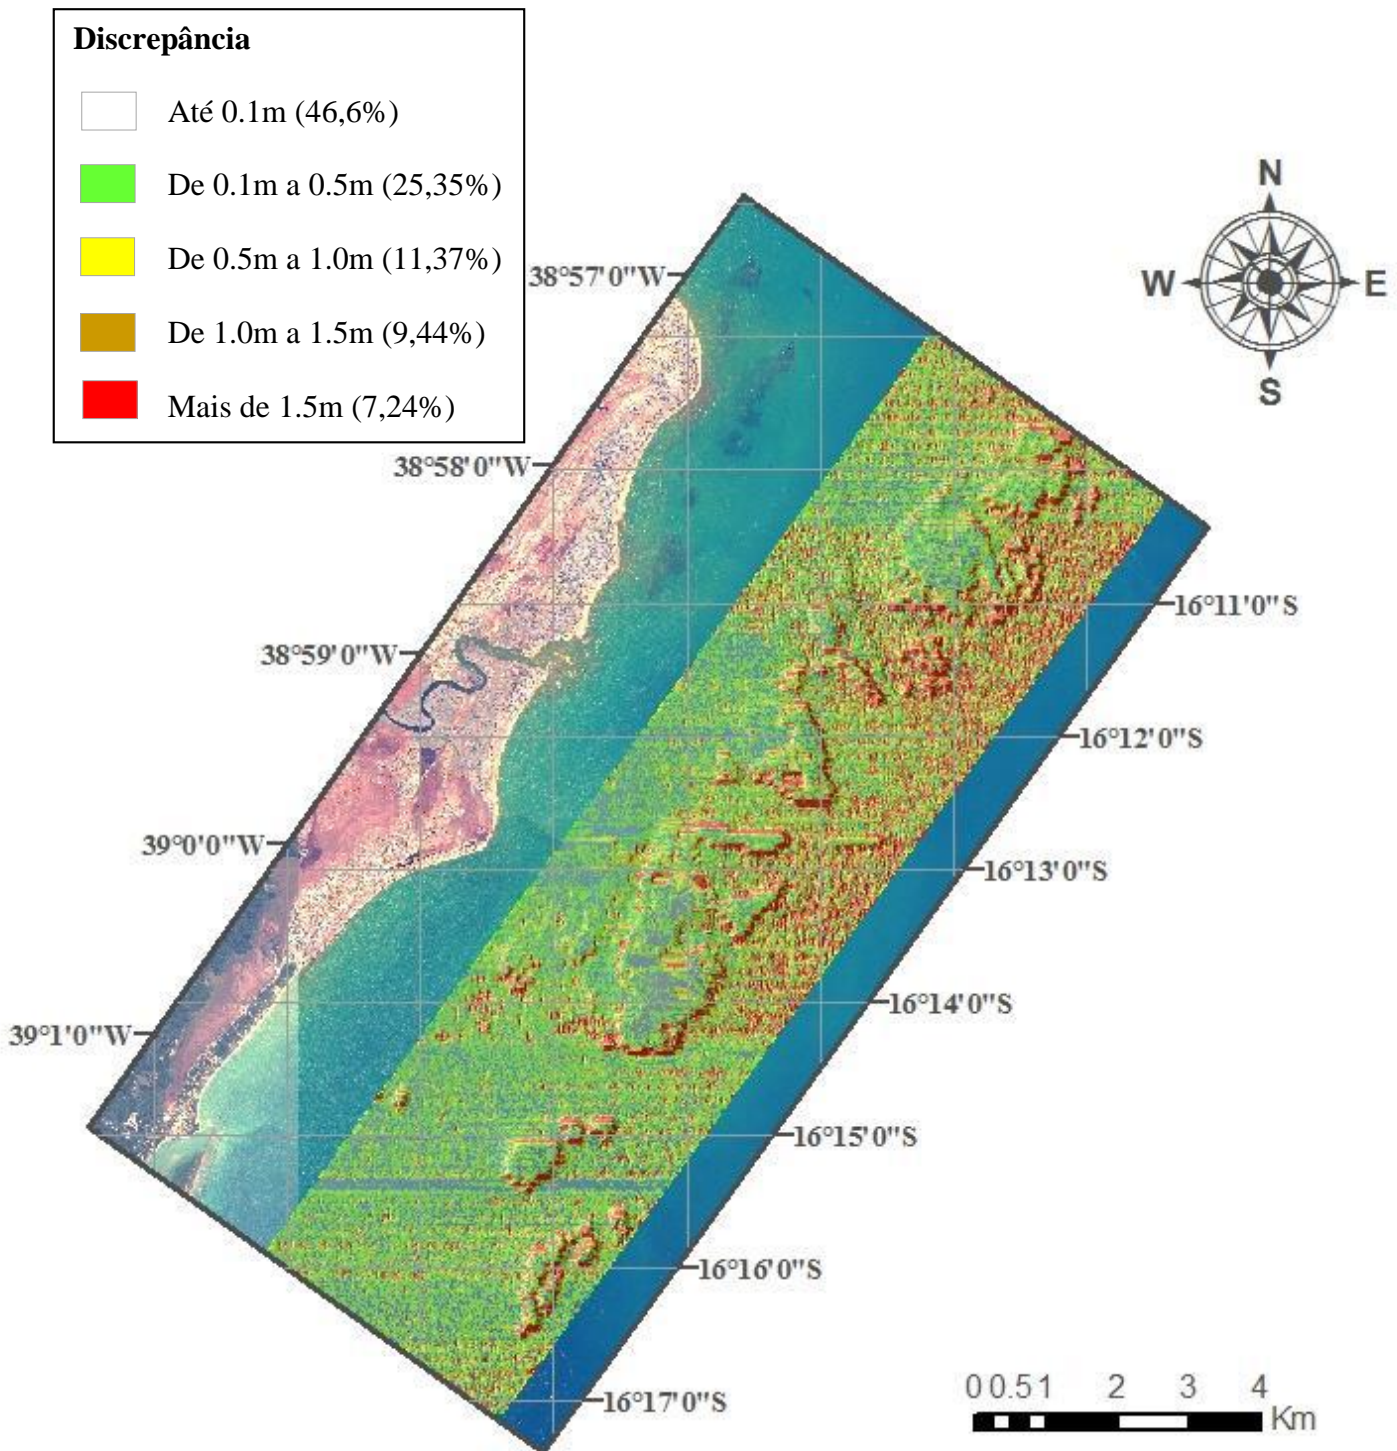 Discrepância
Até 0.1m (46,6%)
De 0.1m a 0.5m (25,35%)
De 0.5m a 1.0m (11,37%)
De 1.0m a 1.5m (9,44%)
Mais de 1.5m (7,24%)
N
W
E
S
38°57'0"W
38°58'0"W
38°59'0"W
39°0'0"W
39°1'0"W
16°11'0"S
16°12'0"S
16°13'0"S
16°14'0"S
16°15'0"S
16°16'0"S
16°17'0"S
0 0.5 1 2 3 4
Km